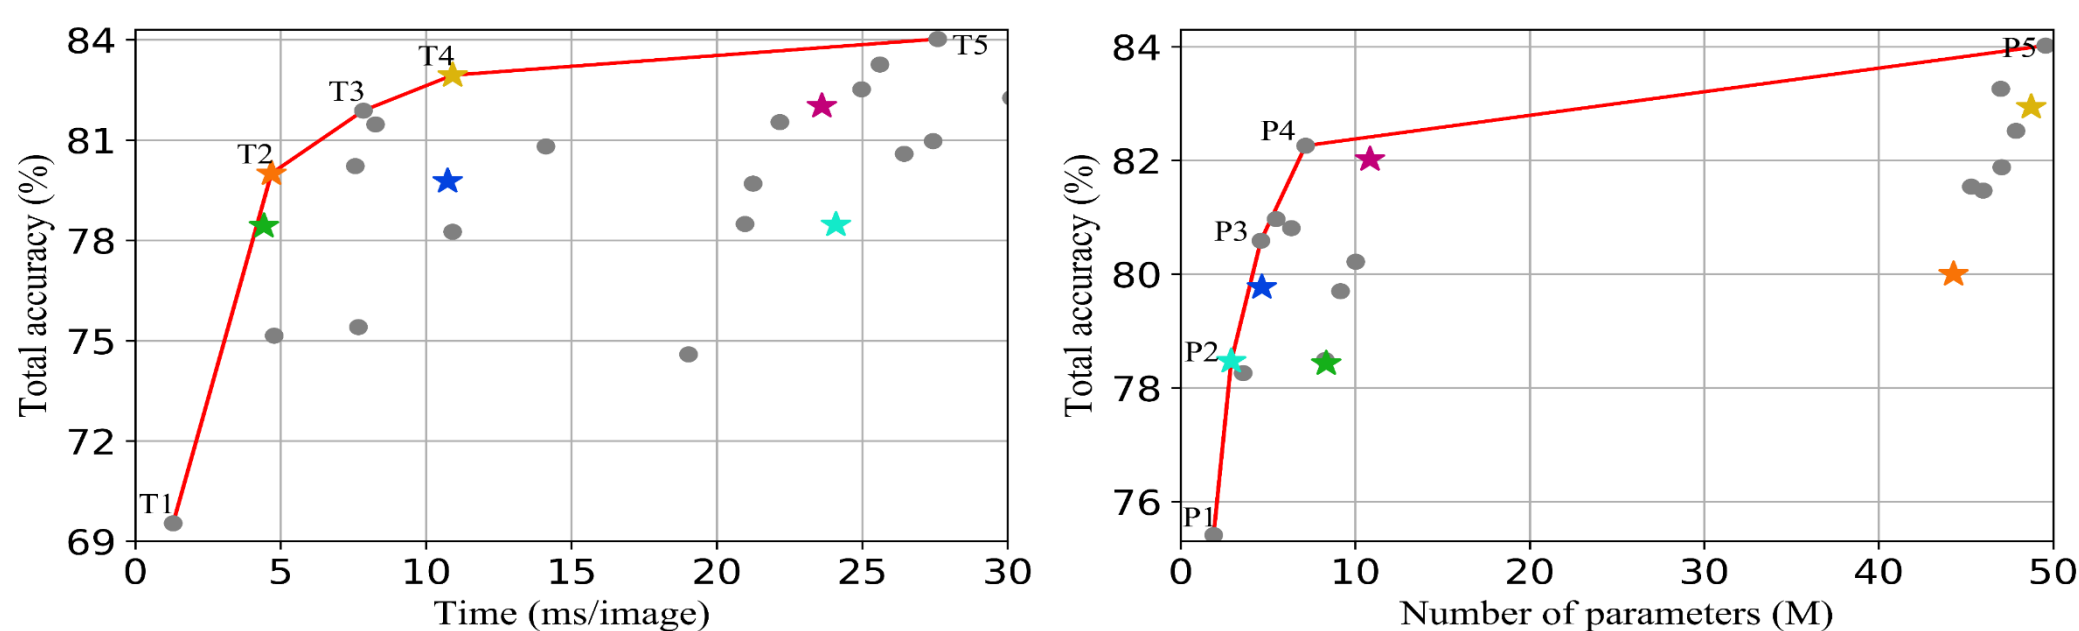 84
81
78
75
72
69
Total accuracy (%)
T1
T2
T3
T4
T5
0 5 10 15 20 25 30
Time (ms/image)
84
82
80
78
76
Total accuracy (%)
P1
P2
P3
P4
P5
0 10 20 30 40 50
Number of parameters (M)